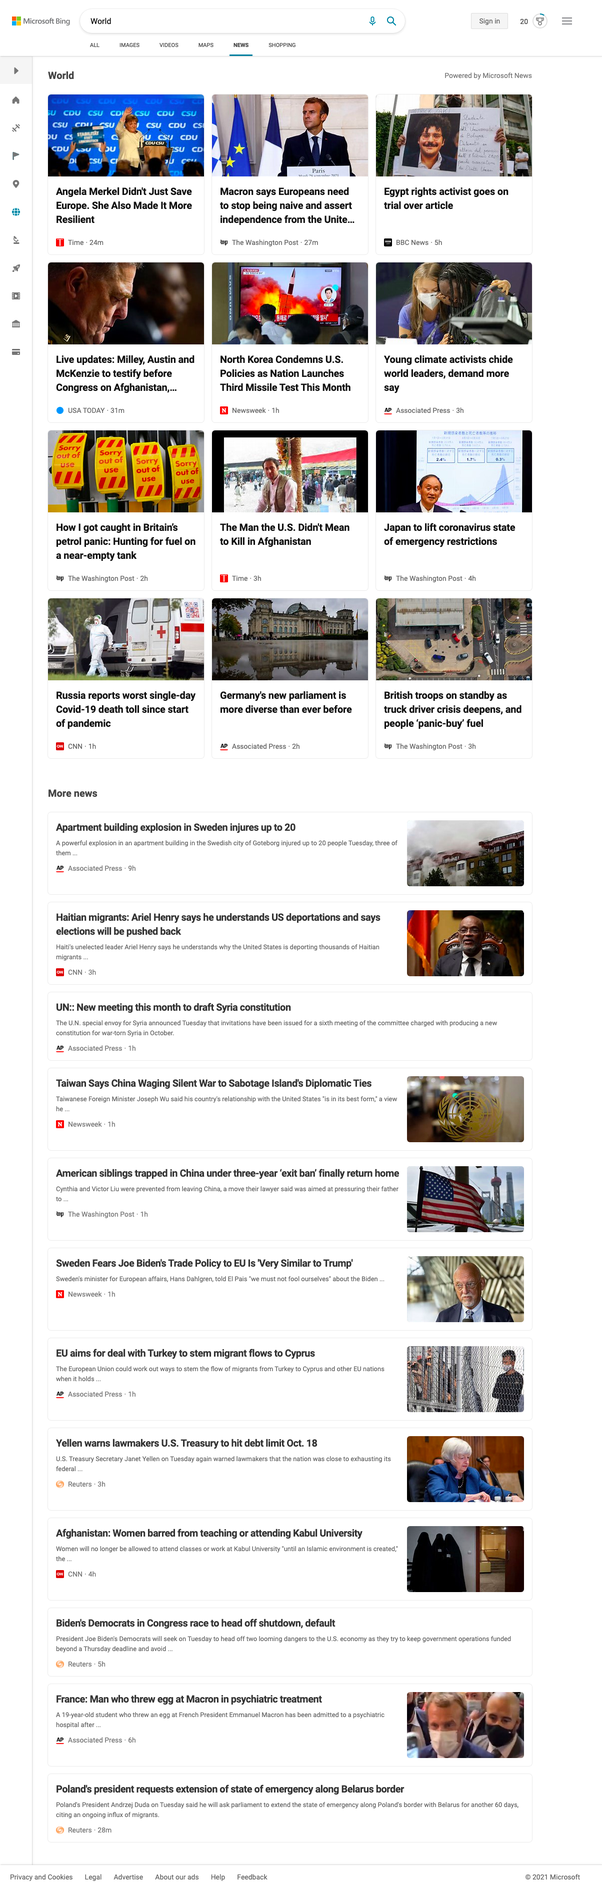 Microsoft Bing
World
Sign in
20
ALL IMAGES VIDEOS MAPS NEWS SHOPPING
World
Powered by Microsoft News
CSU CDU CSU CDU CSU
Paris
Angela Merkel Didn't Just Save
Europe. She Also Made It More
Resilient
Time · 24m
Macron says Europeans need
to stop being naive and assert
independence from the Unite...
The Washington Post · 27m
Egypt rights activist goes on
trial over article
BBC News · 5h
Live updates: Milley, Austin and
McKenzie to testify before
Congress on Afghanistan,...
USA TODAY · 31m
North Korea Condemns U.S.
Policies as Nation Launches
Third Missile Test This Month
Newsweek · 1h
Young climate activists chide
world leaders, demand more
say
Associated Press · 3h
Sorry out of use
Sorry out of use
Sorry out of use
Sorry out of use
How I got caught in Britain's
petrol panic: Hunting for fuel on
a near-empty tank
The Washington Post · 2h
The Man the U.S. Didn't Mean
to Kill in Afghanistan
Time · 3h
Japan to lift coronavirus state
of emergency restrictions
The Washington Post · 4h
Russia reports worst single-day
Covid-19 death toll since start
of pandemic
CNN · 1h
Germany's new parliament is
more diverse than ever before
Associated Press · 2h
British troops on standby as
truck driver crisis deepens, and
people ‘panic-buy’ fuel
The Washington Post · 3h
More news
Apartment building explosion in Sweden injures up to 20
A powerful explosion in an apartment building in the Swedish city of Goteborg injured up to 20 people Tuesday, three of
them ...
Associated Press · 9h
Haitian migrants: Ariel Henry says he understands US deportations and says
elections will be pushed back
Haiti's unelected leader Ariel Henry says he understands why the United States is deporting thousands of Haitian
migrants ...
CNN · 3h
UN:: New meeting this month to draft Syria constitution
The U.N. special envoy for Syria announced Tuesday that invitations have been issued for a sixth meeting of the committee charged with producing a new
constitution for war-torn Syria in October.
Associated Press · 1h
Taiwan Says China Waging Silent War to Sabotage Island's Diplomatic Ties
Taiwanese Foreign Minister Joseph Wu said his country's relationship with the United States "is in its best form," a view
he ...
Newsweek · 1h
American siblings trapped in China under three-year ‘exit ban’ finally return home
Cynthia and Victor Liu were prevented from leaving China, a move their lawyer said was aimed at pressuring their father
to ...
The Washington Post · 1h
Sweden Fears Joe Biden's Trade Policy to EU Is 'Very Similar to Trump'
Sweden's minister for European affairs, Hans Dahlgren, told El Pais "we must not fool ourselves" about the Biden ...
Newsweek · 1h
EU aims for deal with Turkey to stem migrant flows to Cyprus
The European Union could work out ways to stem the flow of migrants from Turkey to Cyprus and other EU nations
when it holds ...
Associated Press · 1h
Yellen warns lawmakers U.S. Treasury to hit debt limit Oct. 18
U.S. Treasury Secretary Janet Yellen on Tuesday again warned lawmakers that the nation was close to exhausting its
federal ...
Reuters · 3h
Afghanistan: Women barred from teaching or attending Kabul University
Women will no longer be allowed to attend classes or work at Kabul University "until an Islamic environment is created,"
the ...
CNN · 4h
Biden's Democrats in Congress race to head off shutdown, default
President Joe Biden's Democrats will seek on Tuesday to head off two looming dangers to the U.S. economy as they try to keep government operations funded
beyond a Thursday deadline and avoid ...
Reuters · 5h
France: Man who threw egg at Macron in psychiatric treatment
A 19-year-old student who threw an egg at French President Emmanuel Macron has been admitted to a psychiatric
hospital after ...
Associated Press · 6h
Poland's president requests extension of state of emergency along Belarus border
Poland's President Andrzej Duda on Tuesday said he will ask parliament to extend the state of emergency along Poland's border with Belarus for another 60 days,
citing an ongoing influx of migrants.
Reuters · 28m
Privacy and Cookies Legal Advertise About our ads Help Feedback
© 2021 Microsoft